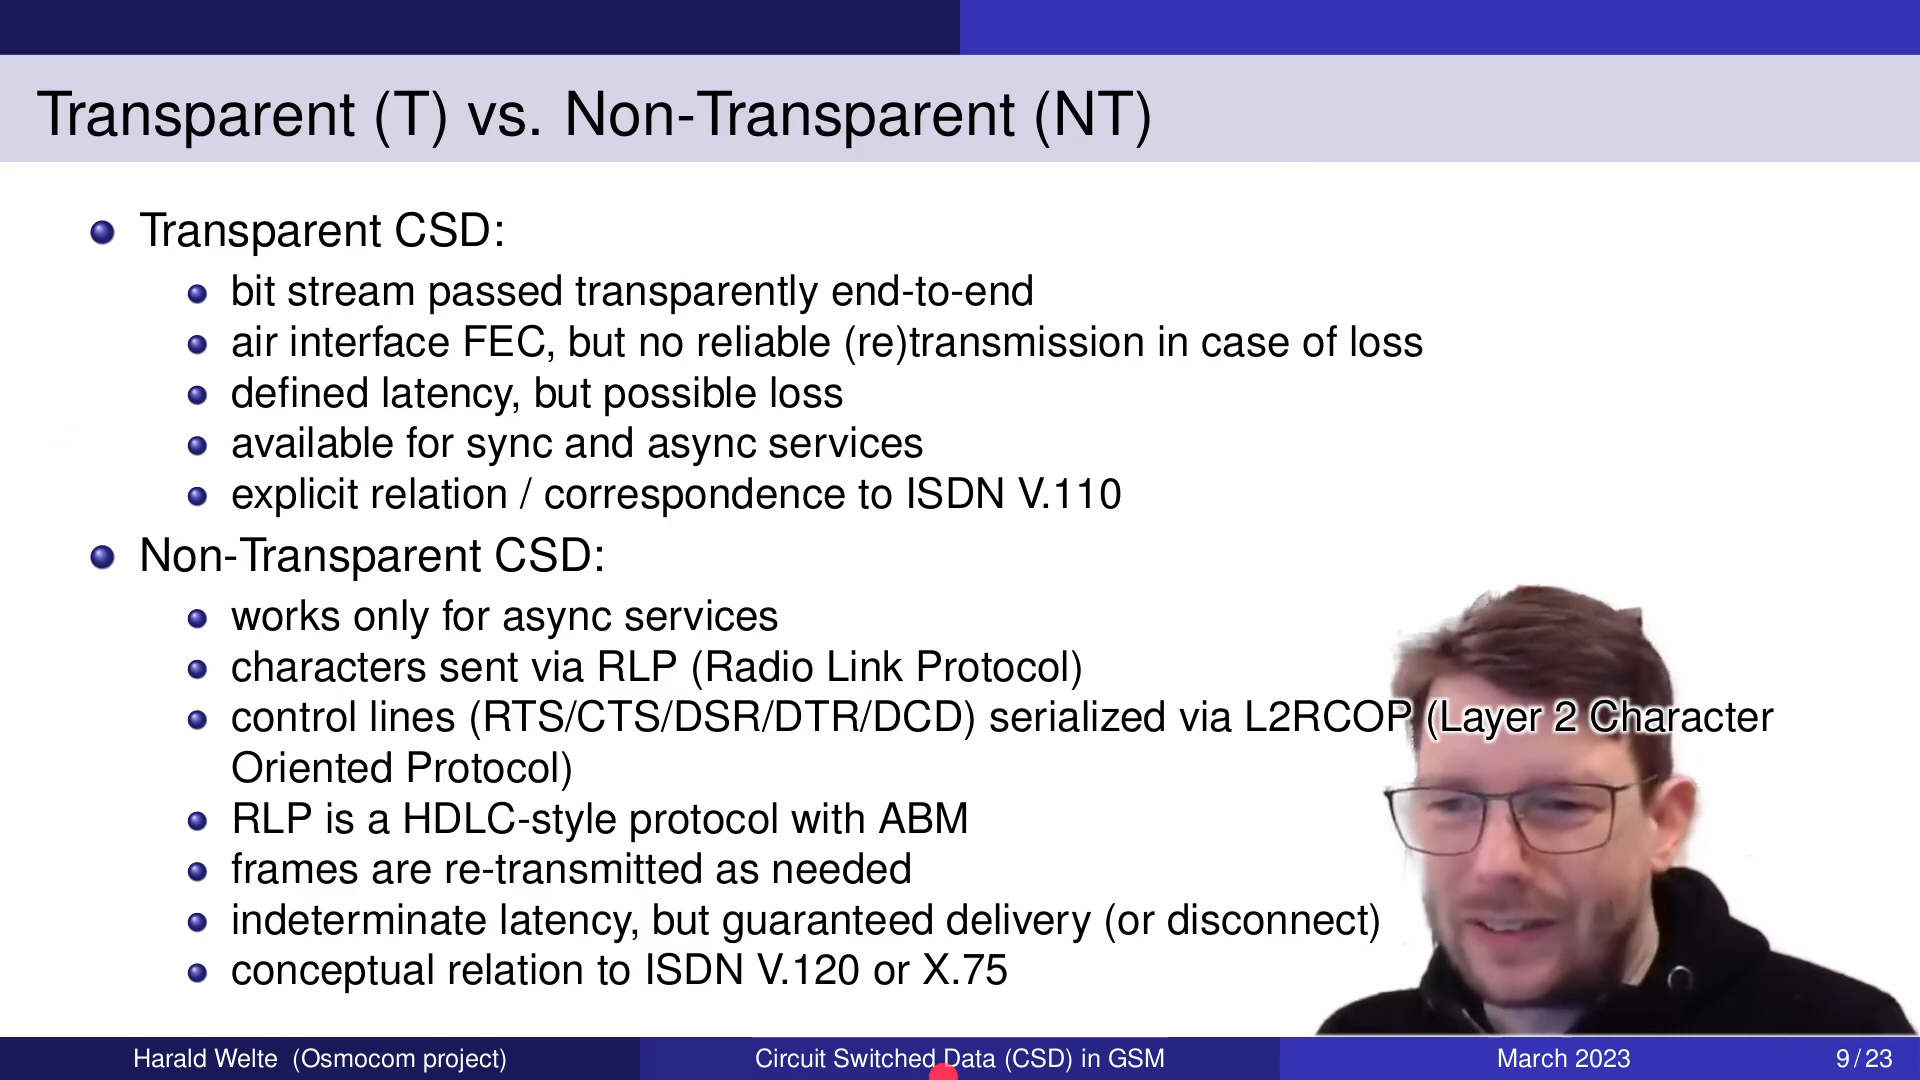 Transparent (T) vs. Non-Transparent (NT)
Transparent CSD:
bit stream passed transparently end-to-end
air interface FEC, but no reliable (re)transmission in case of loss
defined latency, but possible loss
available for sync and async services
explicit relation / correspondence to ISDN V.110
Non-Transparent CSD:
works only for async services
characters sent via RLP (Radio Link Protocol)
control lines (RTS/CTS/DSR/DTR/DCD) serialized via L2RCOP (Layer 2 Character
Oriented Protocol)
RLP is a HDLC-style protocol with ABM
frames are re-transmitted as needed
indeterminate latency, but guaranteed delivery (or disconnect)
conceptual relation to ISDN V.120 or X.75
Harald Welte (Osmocom project) Circuit Switched Data (CSD) in GSM March 2023 9 / 23